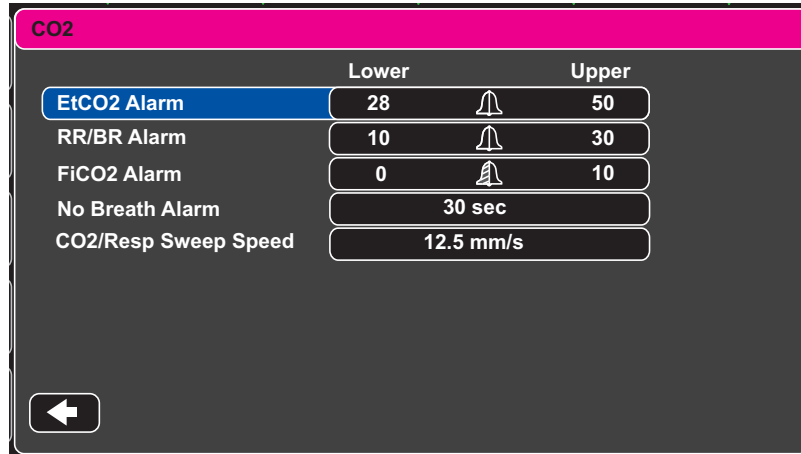 CO2
Lower Upper
EtCO2 Alarm 28 50
RR/BR Alarm 10 30
FiCO2 Alarm 0 10
No Breath Alarm 30 sec
CO2/Resp Sweep Speed 12.5 mm/s